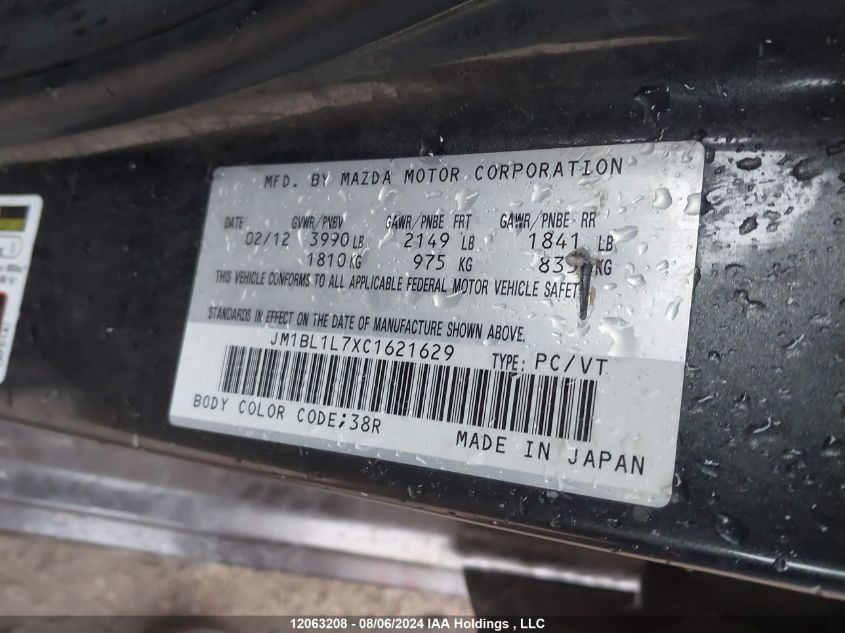 MFD. BY MAZDA MOTOR CORPORATION
DATE GVWR/PNBV GAWR/PNBE FRT GAWR/PNBE RR
02/12 3990 LB 2149 LB 1841 LB
1810 KG 975 KG KG
THIS VEHICLE CONFORMS TO ALL APPLICABLE FEDERAL MOTOR VEHICLE SAFETY
STANDARDS IN EFFECT ON THE DATE OF MANUFACTURE SHOWN ABOVE.
JM1BL1L7XC1621629 TYPE: PC/VT
BODY COLOR CODE;38R
MADE IN JAPAN
12063208 - 08/06/2024 IAA Holdings , LLC